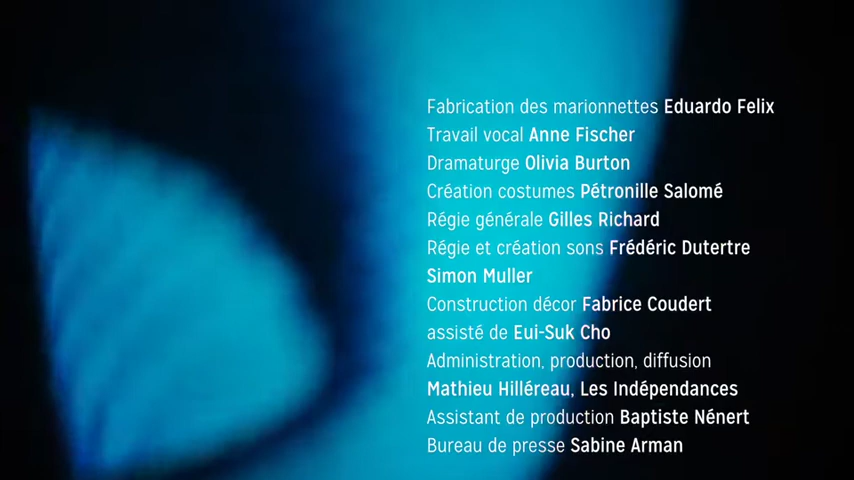 Fabrication des marionnettes Eduardo Felix
Travail vocal Anne Fischer
Dramaturge Olivia Burton
Création costumes Pétronille Salomé
Régie générale Gilles Richard
Régie et création sons Frédéric Dutertre
Simon Muller
Construction décor Fabrice Coudert
assisté de Eui-Suk Cho
Administration, production, diffusion
Mathieu Hilléreau, Les Indépendances
Assistant de production Baptiste Nénert
Bureau de presse Sabine Arman